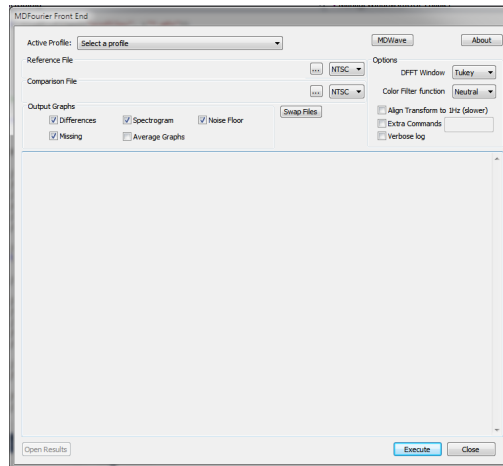 MDFourier Front End
Active Profile: Select a profile
MDWave About
Reference File
... NTSC
Comparison File
... NTSC
Options
DFFT Window Tukey
Color Filter function Neutral
Align Transform to 1Hz (slower)
Extra Commands
Verbose log
Output Graphs
Differences Spectrogram Noise Floor
Missing Average Graphs
Swap Files
Open Results Execute Close